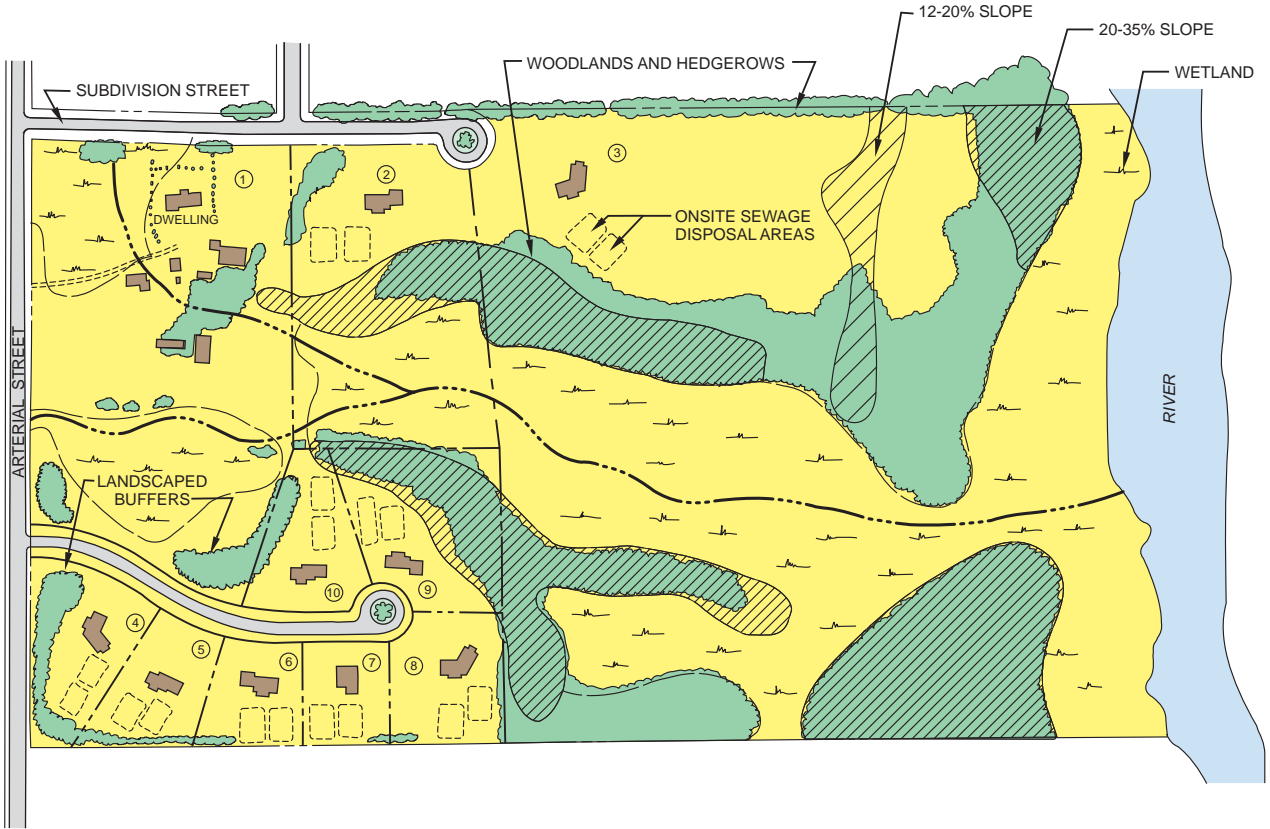 12-20% SLOPE
20-35% SLOPE
WOODLANDS AND HEDGEROWS
WETLAND
SUBDIVISION STREET
3
1
2
DWELLING
ONSITE SEWAGE
DISPOSAL AREAS
ARTERIAL STREET
RIVER
LANDSCAPED
BUFFERS
10
9
4
5
6
7
8